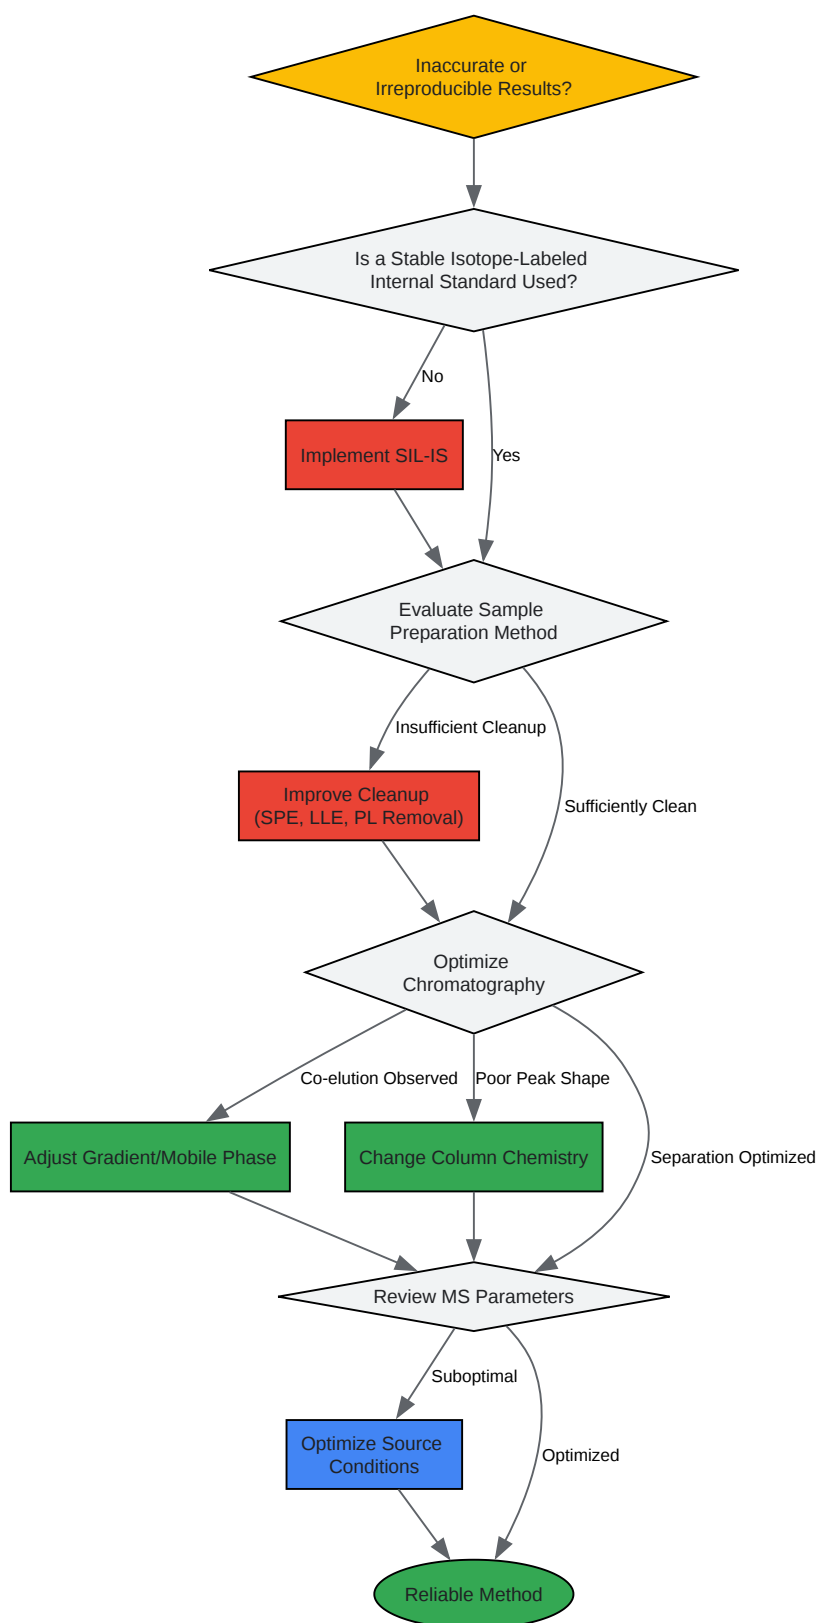 Inaccurate or
Irreproducible Results?
Is a Stable Isotope-Labeled
Internal Standard Used?
No
Implement SIL-IS
Yes
Evaluate Sample
Preparation Method
Insufficient Cleanup
Improve Cleanup
(SPE, LLE, PL Removal)
Sufficiently Clean
Optimize
Chromatography
Co-elution Observed
Poor Peak Shape
Adjust Gradient/Mobile Phase
Change Column Chemistry
Separation Optimized
Review MS Parameters
Suboptimal
Optimize Source
Conditions
Optimized
Reliable Method